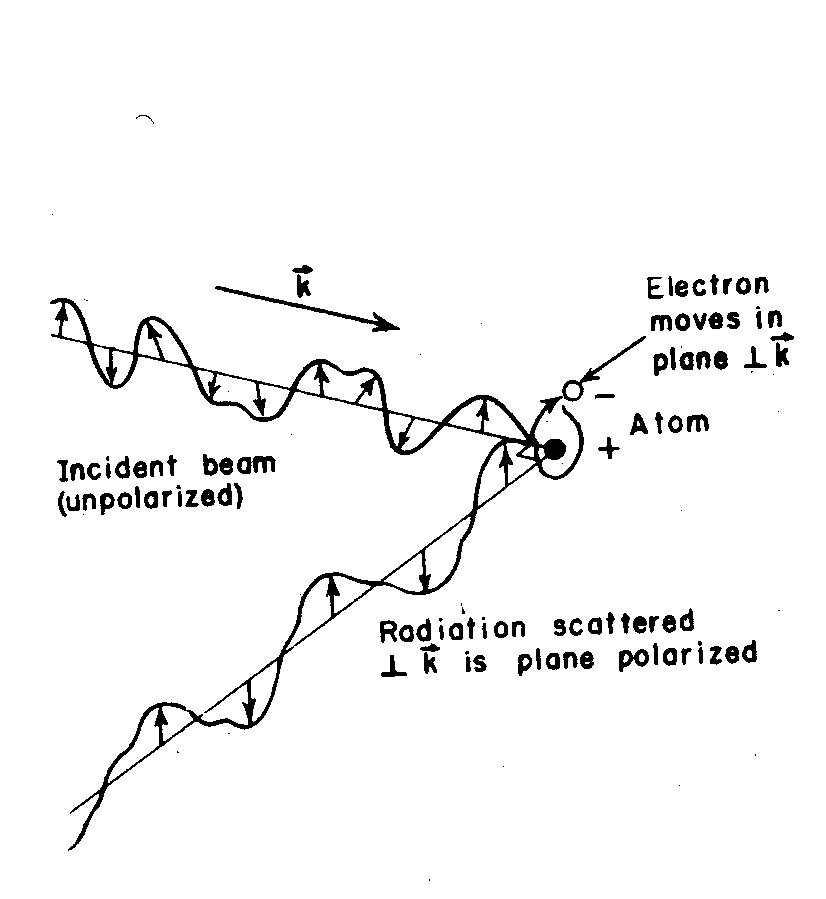 k⃗
Electron
moves in
plane ⊥ k⃗
−
Atom
+
Incident beam
(unpolarized)
Radiation scattered
⊥ k⃗ is plane polarized